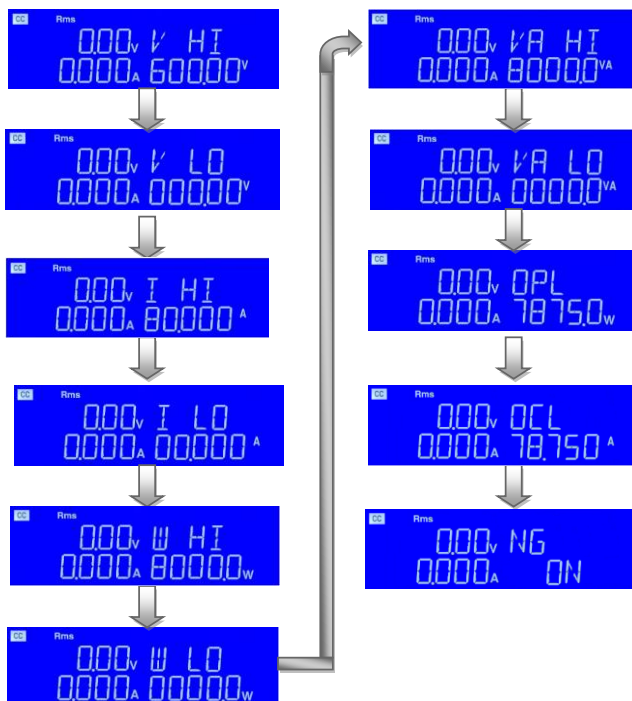 CC Rms
0.00V V HI
0.000A 600.00V
CC Rms
0.00V V LO
0.000A 000.00V
CC Rms
0.00V I HI
0.000A 80.000 A
CC Rms
0.00V I LO
0.000A 00.000 A
CC Rms
0.00V W HI
0.000A 8000.0W
CC Rms
0.00V W LO
0.000A 0000.0W
CC Rms
0.00V VA HI
0.000A 8000.0VA
CC Rms
0.00V VA LO
0.000A 0000.0VA
CC Rms
0.00V OPL
0.000A 7875.0W
CC Rms
0.00V OCL
0.000A 78.750 A
CC Rms
0.00V NG
0.000A ON